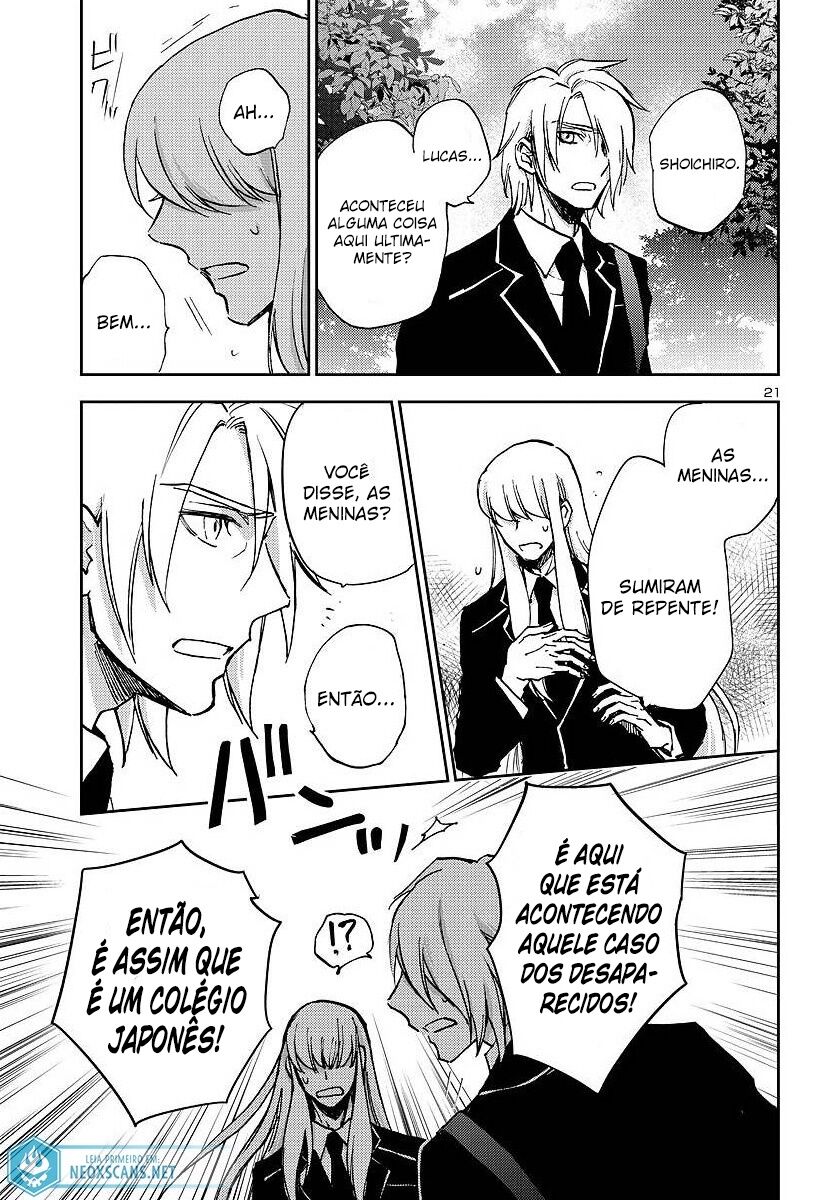 SHOICHIRO.
LUCAS...
ACONTECEU
ALGUMA COISA
AQUI ULTIMA-
MENTE?
AH...
BEM...
21
AS
MENINAS...
SUMIRAM
DE REPENTE!
VOCÊ
DISSE, AS
MENINAS?
ENTÃO...
バァーンッ
É AQUI
QUE ESTÁ
ACONTECENDO
AQUELE CASO
DOS DESAPA-
RECIDOS!
!?
ENTÃO,
É ASSIM QUE
É UM COLÉGIO
JAPONÊS!
LEIA PRIMEIRO EM:
NEOXSCANS.NET